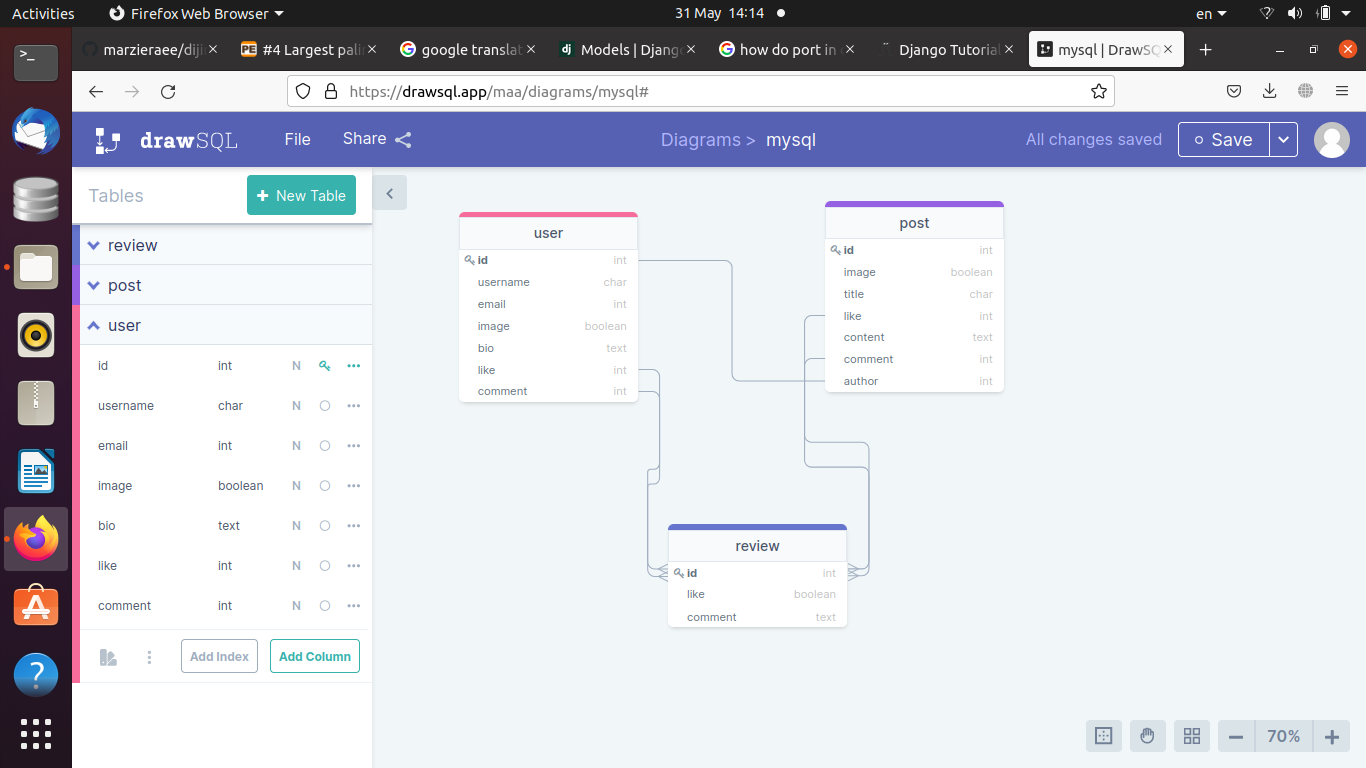 Activities
Firefox Web Browser
31 May 14:14
en
marzieraee/diji
#4 Largest pali
google translat
Models | Django
how do port in
Django Tutorial
mysql | DrawSQ
https://drawsql.app/maa/diagrams/mysql#
drawSQL
File
Share
Diagrams >
mysql
All changes saved
Save
Tables
+ New Table
review
post
user
id int N
username char N
email int N
image boolean N
bio text N
like int N
comment int N
Add Index
Add Column
user
id int
username char
email int
image boolean
bio text
like int
comment int
post
id int
image boolean
title char
like int
content text
comment int
author int
review
id int
like boolean
comment text
70%